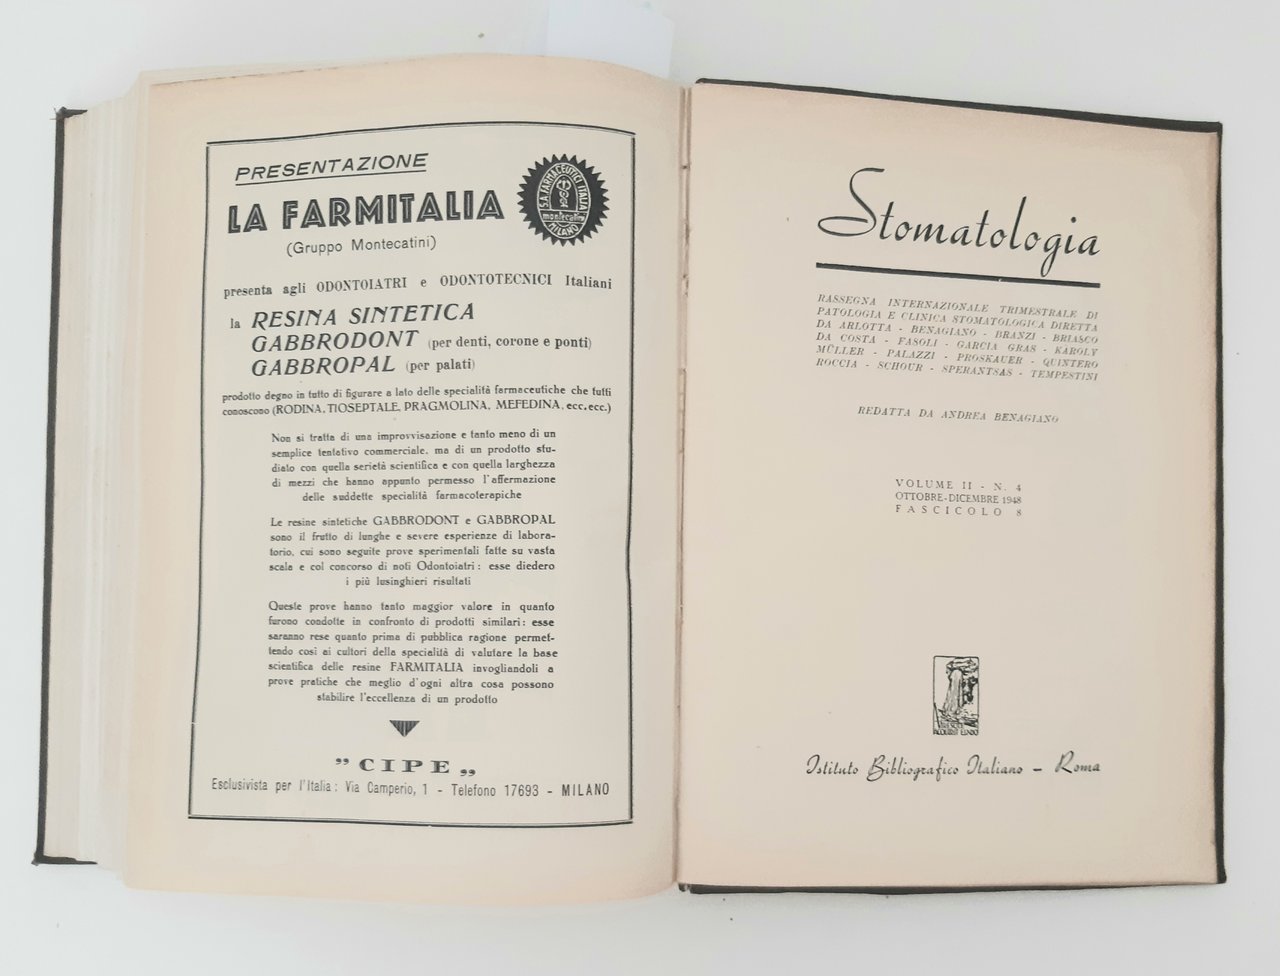 PRESENTAZIONE
LA FARMITALIA
(Gruppo Montecatini)
S.A. FARMACEUTICI ITALIA
montecatini
MILANO
presenta agli ODONTOIATRI e ODONTOTECNICI Italiani
la RESINA SINTETICA
GABBRODONT (per denti, corone e ponti)
GABBROPAL (per palati)
prodotto degno in tutto di figurare a lato delle specialità farmaceutiche che tutti
conoscono (RODINA, TIOSEPTALE, PRAGMOLINA, MEFEDINA, ecc. ecc.)
Non si tratta di una improvvisazione e tanto meno di un
semplice tentativo commerciale. ma di un prodotto stu-
diato con quella serietà scientifica e con quella larghezza
di mezzi che hanno appunto permesso l'affermazione
delle suddette specialità farmacoterapiche
Le resine sintetiche GABBRODONT e GABBROPAL
sono il frutto di lunghe e severe esperienze di labora-
torio, cui sono seguite prove sperimentali fatte su vasta
scala e col concorso di noti Odontoiatri : esse diedero
i più lusinghieri risultati
Queste prove hanno tanto maggior valore in quanto
furono condotte in confronto di prodotti similari : esse
saranno rese quanto prima di pubblica ragione permet-
tendo così ai cultori della specialità di valutare la base
scientifica delle resine FARMITALIA invogliandoli a
prove pratiche che meglio d'ogni altra cosa possono
stabilire l'eccellenza di un prodotto
" CIPE „
Esclusivista per l'Italia : Via Camperio, 1 - Telefono 17693 - MILANO
Stomatologia
RASSEGNA INTERNAZIONALE TRIMESTRALE DI
PATOLOGIA E CLINICA STOMATOLOGICA DIRETTA
DA ARLOTTA - BENAGIANO - BRANZI - BRIASCO
DA COSTA - FASOLI - GARCIA GRAS - KAROLY
MÜLLER - PALAZZI - PROSKAUER - QUINTERO
ROCCIA - SCHOUR - SPERANTSAS - TEMPESTINI
REDATTA DA ANDREA BENAGIANO
VOLUME II - N. 4
OTTOBRE-DICEMBRE 1948
FASCICOLO 8
Istituto Bibliografico Italiano - Roma